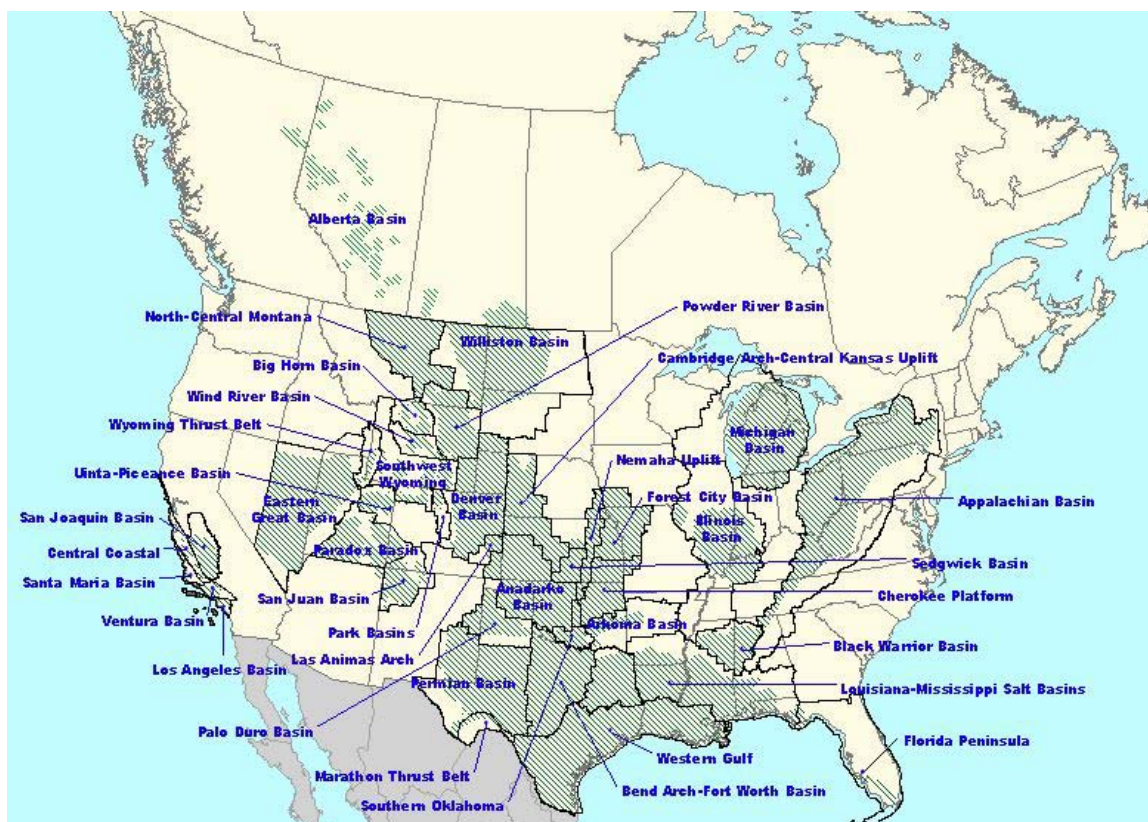 Alberta Basin
Powder River Basin
North-Central Montana
Williston Basin
Cambridge Arch-Central Kansas Uplift
Big Horn Basin
Wind River Basin
Wyoming Thrust Belt
Michigan
Basin
Nemaha Uplift
Uinta-Piceance Basin
Southwest
Wyoming
Forest City Basin
Appalachian Basin
Eastern
Great Basin
Denver
Basin
Illinois
Basin
San Joaquin Basin
Paradox Basin
Central Coastal
Sedgwick Basin
Santa Maria Basin
San Juan Basin
Anadarko
Basin
Cherokee Platform
Ventura Basin
Park Basins
Arkoma Basin
Black Warrior Basin
Las Animas Arch
Los Angeles Basin
Permian Basin
Louisiana-Mississippi Salt Basins
Palo Duro Basin
Florida Peninsula
Western Gulf
Marathon Thrust Belt
Bend Arch-Fort Worth Basin
Southern Oklahoma